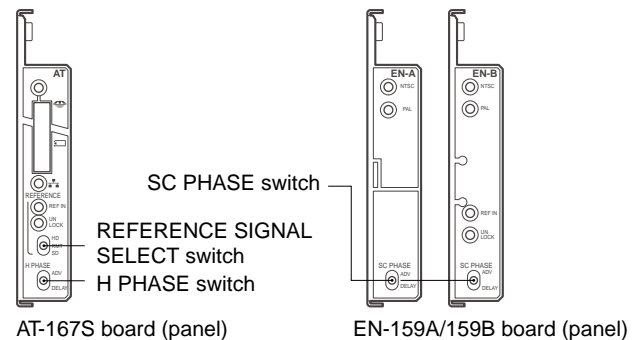 AT
REFERENCE
REF IN
UN
LOCK
HD
RMT
SD
H PHASE
ADV
DELAY
EN-A
NTSC
PAL
SC PHASE
ADV
DELAY
EN-B
NTSC
PAL
REF IN
UN
LOCK
SC PHASE
ADV
DELAY
SC PHASE switch
REFERENCE SIGNAL
SELECT switch
H PHASE switch
AT-167S board (panel)
EN-159A/159B board (panel)